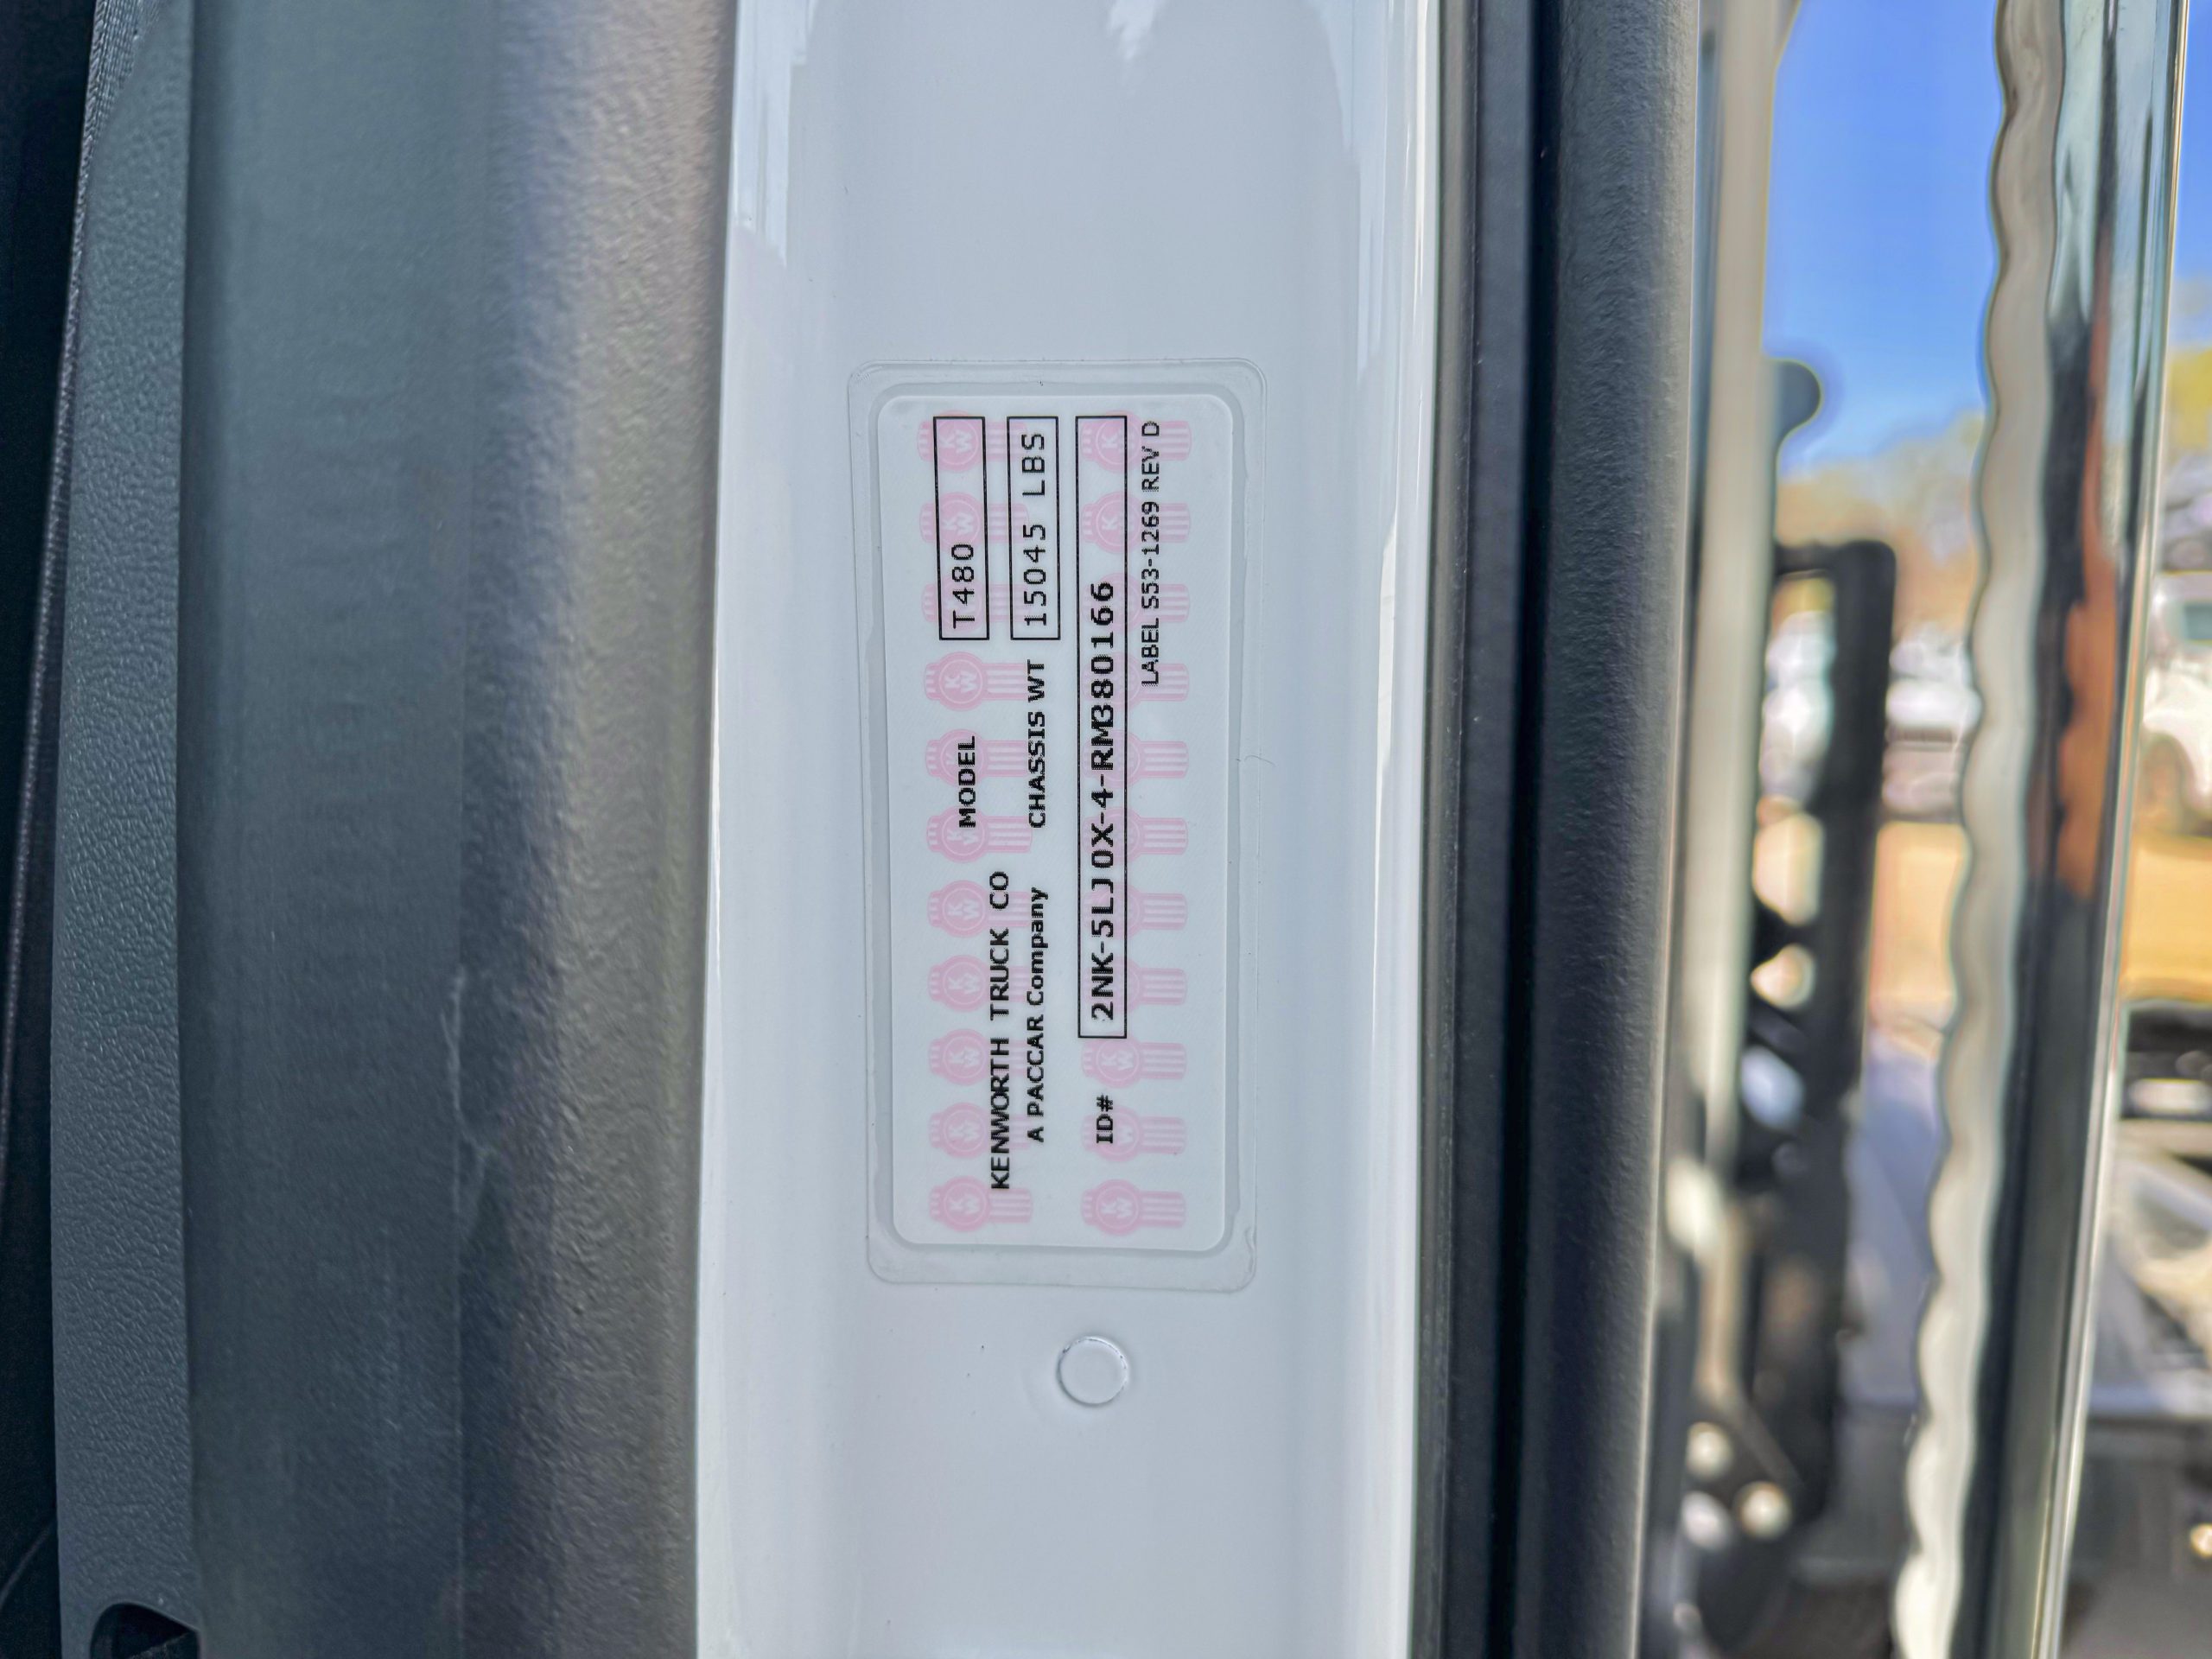 MODEL T480
KENWORTH TRUCK CO
A PACCAR Company CHASSIS WT 15045 LBS
ID# 2NK-5LJ0X-4-RM380166
LABEL S53-1269 REV D